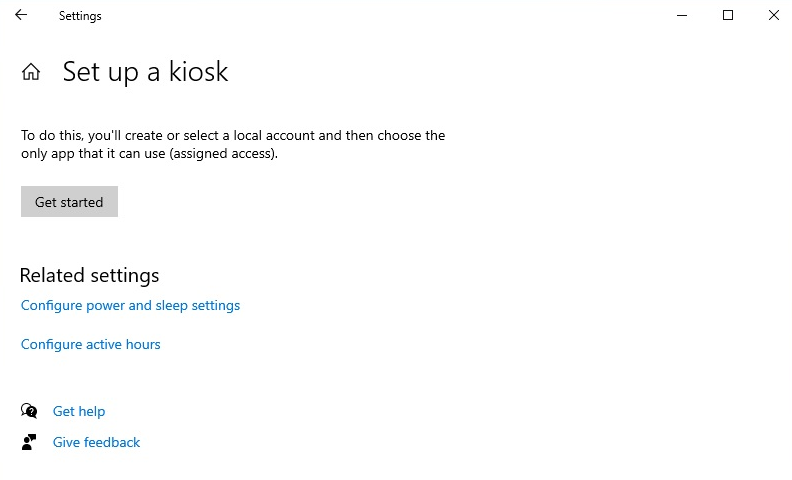 Settings
Set up a kiosk
To do this, you'll create or select a local account and then choose the
only app that it can use (assigned access).
Get started
Related settings
Configure power and sleep settings
Configure active hours
Get help
Give feedback